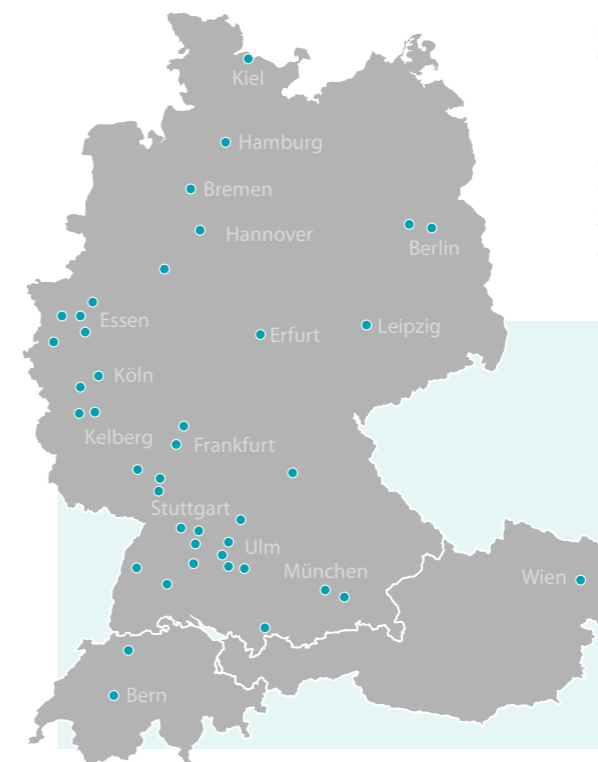 Kiel
Hamburg
Bremen
Hannover
Berlin
Essen
Leipzig
Erfurt
Köln
Kelberg
Frankfurt
Stuttgart
Ulm
München
Wien
Bern